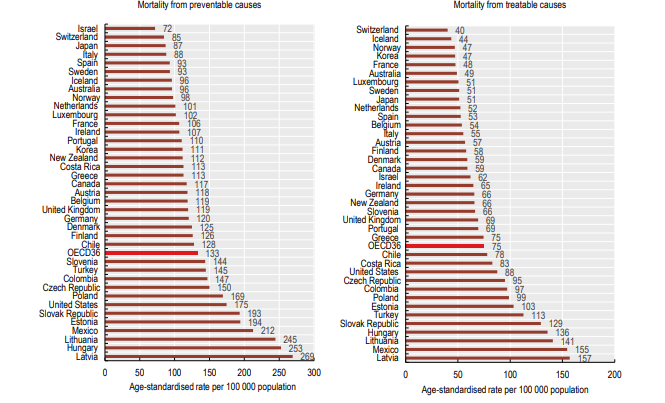 Mortality from preventable causes
Israel 72
Switzerland 85
Japan 87
Italy 88
Spain 93
Sweden 93
Iceland 96
Australia 96
Norway 98
Netherlands 101
Luxembourg 102
France 106
Ireland 107
Portugal 110
Korea 111
New Zealand 112
Costa Rica 113
Greece 113
Canada 117
Austria 118
Belgium 119
United Kingdom 119
Germany 120
Denmark 125
Finland 126
Chile 128
OECD36 133
Slovenia 144
Turkey 145
Colombia 147
Czech Republic 150
Poland 169
United States 175
Slovak Republic 193
Estonia 194
Mexico 212
Lithuania 245
Hungary 253
Latvia 269
0 50 100 150 200 250 300
Age-standardised rate per 100 000 population
Mortality from treatable causes
Switzerland 40
Iceland 44
Norway 47
Korea 47
France 48
Australia 49
Luxembourg 51
Sweden 51
Japan 51
Netherlands 52
Spain 53
Belgium 54
Italy 55
Austria 57
Finland 58
Denmark 59
Canada 59
Israel 62
Ireland 65
Germany 66
New Zealand 66
Slovenia 66
United Kingdom 69
Portugal 69
Greece 75
OECD36 75
Chile 78
Costa Rica 83
United States 88
Czech Republic 95
Colombia 97
Poland 99
Estonia 103
Turkey 113
Slovak Republic 129
Hungary 136
Lithuania 141
Mexico 155
Latvia 157
0 50 100 150 200
Age-standardised rate per 100 000 population